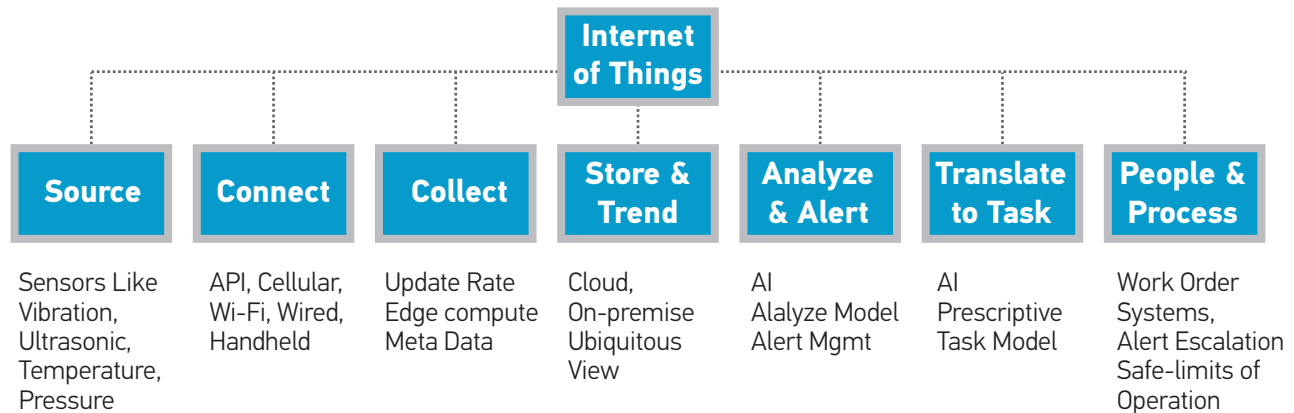 Internet
of Things
Source
Connect
Collect
Store &
Trend
Analyze
& Alert
Translate
to Task
People &
Process
Sensors Like
Vibration,
Ultrasonic,
Temperature,
Pressure
API, Cellular,
Wi-Fi, Wired,
Handheld
Update Rate
Edge compute
Meta Data
Cloud,
On-premise
Ubiquitous
View
AI
Alalyze Model
Alert Mgmt
AI
Prescriptive
Task Model
Work Order
Systems,
Alert Escalation
Safe-limits of
Operation